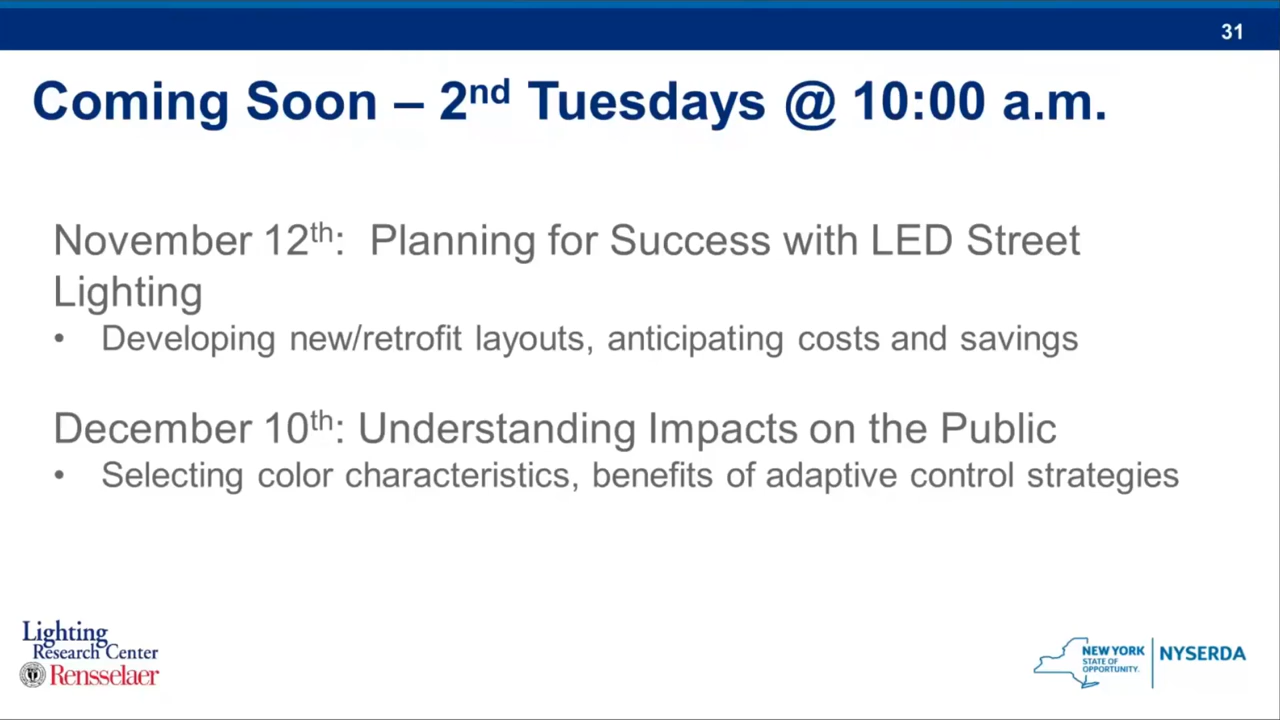 31
Coming Soon – 2nd Tuesdays @ 10:00 a.m.
November 12th: Planning for Success with LED Street
Lighting
• Developing new/retrofit layouts, anticipating costs and savings
December 10th: Understanding Impacts on the Public
• Selecting color characteristics, benefits of adaptive control strategies
Lighting
Research Center
Rensselaer
NEW YORK
STATE OF
OPPORTUNITY.
NYSERDA